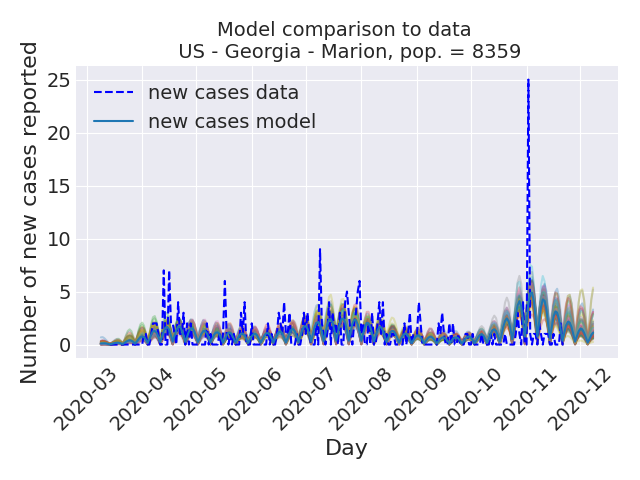 Model comparison to data
US - Georgia - Marion, pop. = 8359
Number of new cases reported
25
20
15
10
5
0
new cases data
new cases model
2020-03
2020-04
2020-05
2020-06
2020-07
2020-08
2020-09
2020-10
2020-11
2020-12
Day